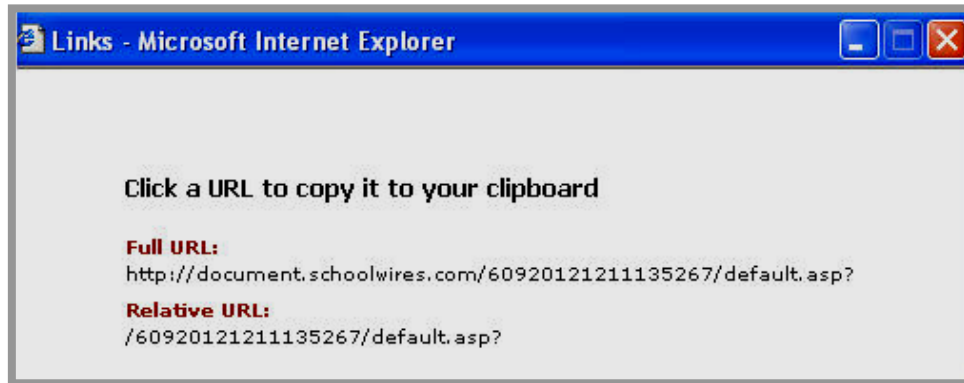 Links - Microsoft Internet Explorer
Click a URL to copy it to your clipboard
Full URL:
http://document.schoolwires.com/60920121211135267/default.asp?
Relative URL:
/60920121211135267/default.asp?